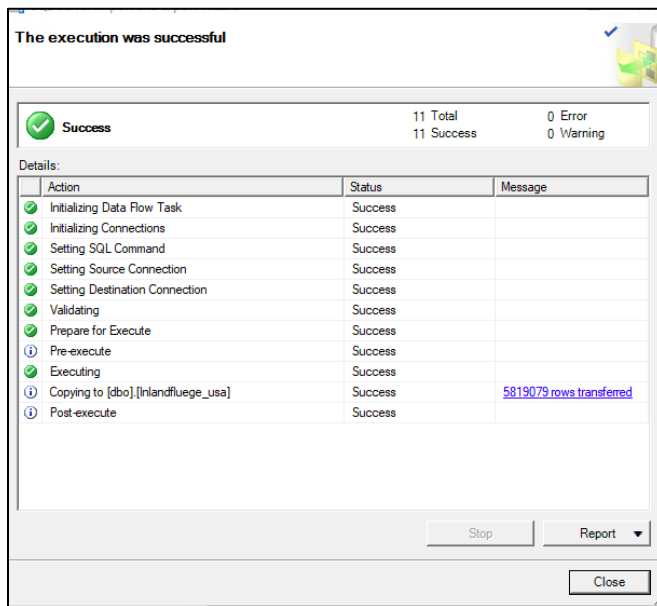 The execution was successful
Success
11 Total
0 Error
11 Success
0 Warning
Details:
Action Status Message
Initializing Data Flow Task Success
Initializing Connections Success
Setting SQL Command Success
Setting Source Connection Success
Setting Destination Connection Success
Validating Success
Prepare for Execute Success
Pre-execute Success
Executing Success
Copying to [dbo].[Inlandfluege_usa] Success 5819079 rows transferred
Post-execute Success
Stop Report
Close